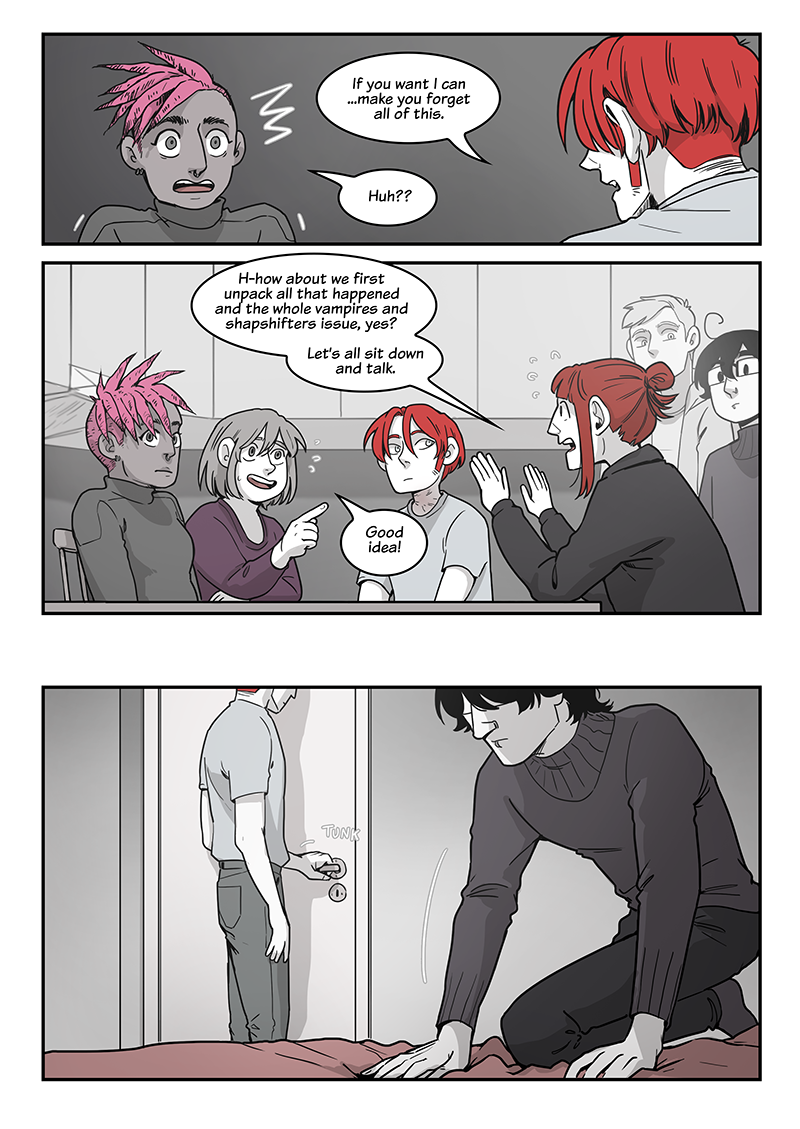 If you want I can
...make you forget
all of this.
Huh??
H-how about we first
unpack all that happened
and the whole vampires and
shapshifters issue, yes?
Let's all sit down
and talk.
Good
idea!
TUNK